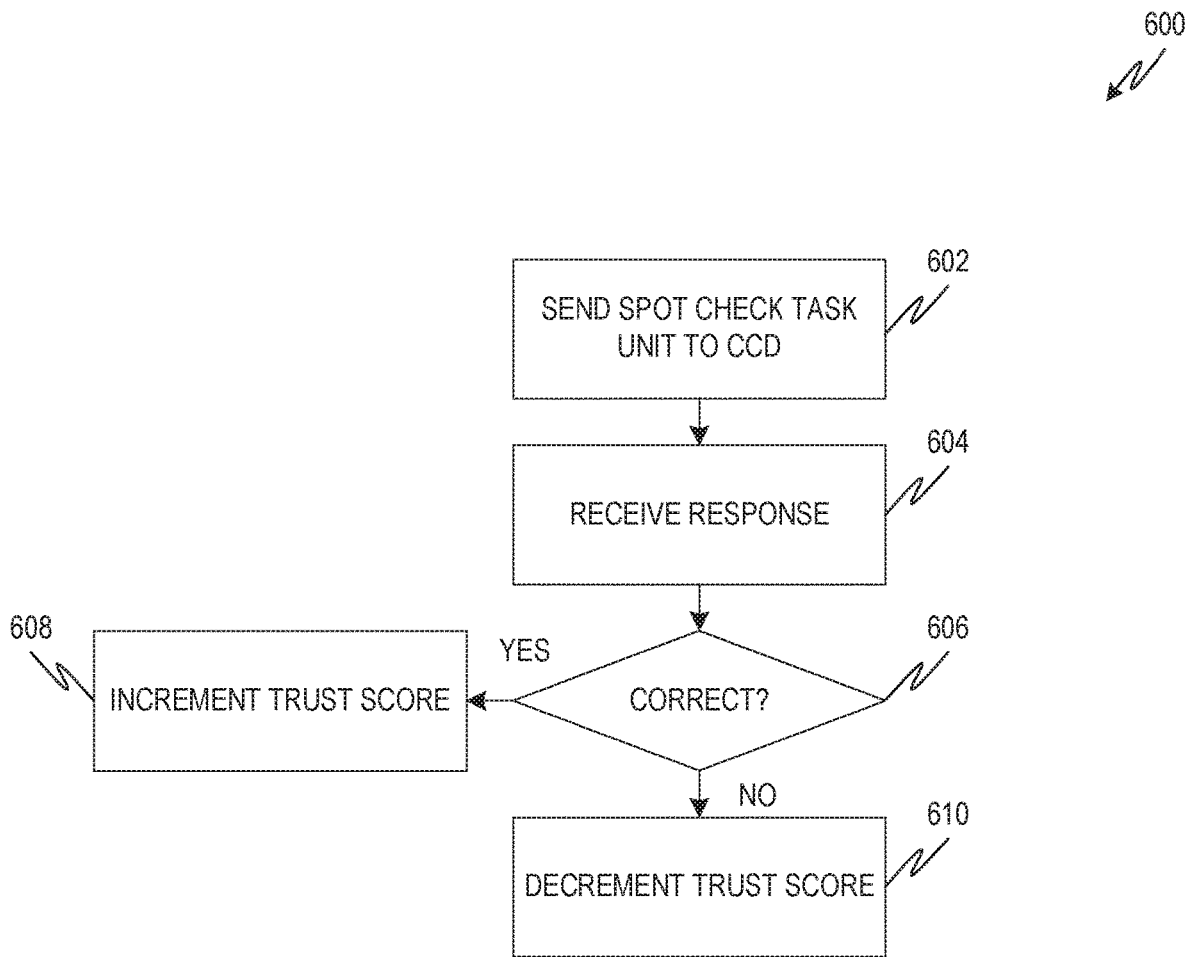 600
602
SEND SPOT CHECK TASK
UNIT TO CCD
604
RECEIVE RESPONSE
608
YES
606
INCREMENT TRUST SCORE
CORRECT?
NO
610
DECREMENT TRUST SCORE